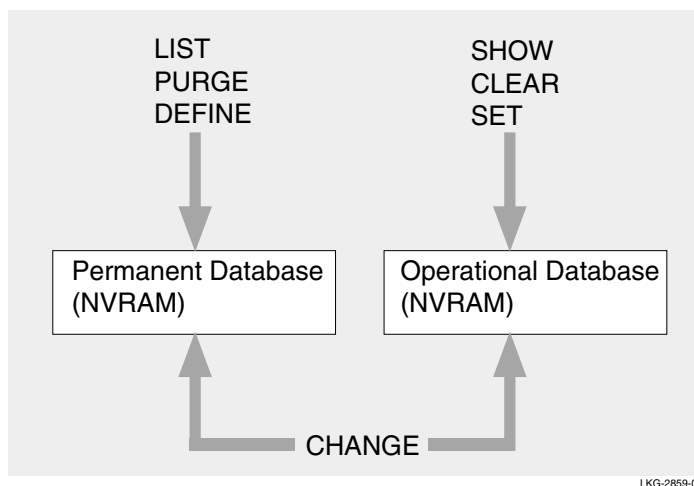 LIST
PURGE
DEFINE
SHOW
CLEAR
SET
Permanent Database
(NVRAM)
Operational Database
(NVRAM)
CHANGE